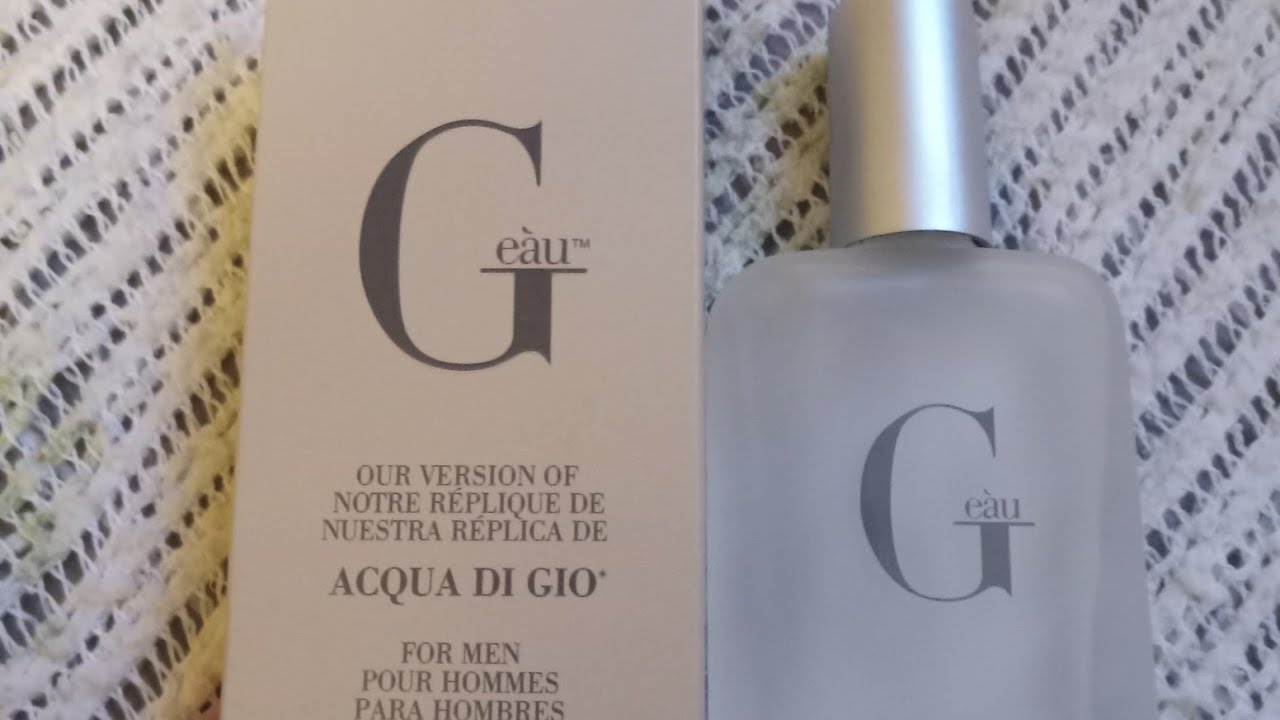 G eàu™
OUR VERSION OF
NOTRE RÉPLIQUE DE
NUESTRA RÉPLICA DE
ACQUA DI GIO*
FOR MEN
POUR HOMMES
PARA HOMBRES
G eàu